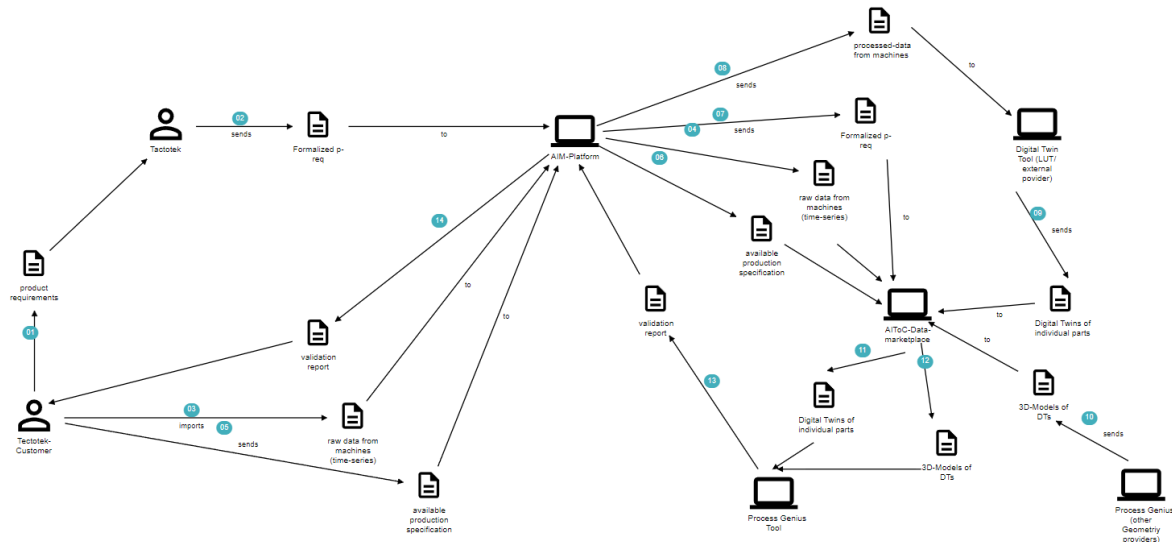 processed-data
from machines
08
to
sends
07
02
04
sends
sends
to
Tactotek
Formalized p-
req
AIM-Platform
06
Formalized p-
req
Digital Twin
Tool (LUT/
external
povider)
raw data from
machines
(time-series)
09
sends
14
to
available
production
specification
product
requirements
to
to
validation
report
AIToC-Data-
marketplace
to
Digital Twins of
individual parts
01
validation
report
11
12
to
13
Digital Twins of
individual parts
3D-Models of
DTs
10
sends
03
imports
05
sends
Tectotek-
Customer
raw data from
machines
(time-series)
3D-Models of
DTs
available
production
specification
Process Genius
Tool
Process Genius
(other
Geometriy
providers)